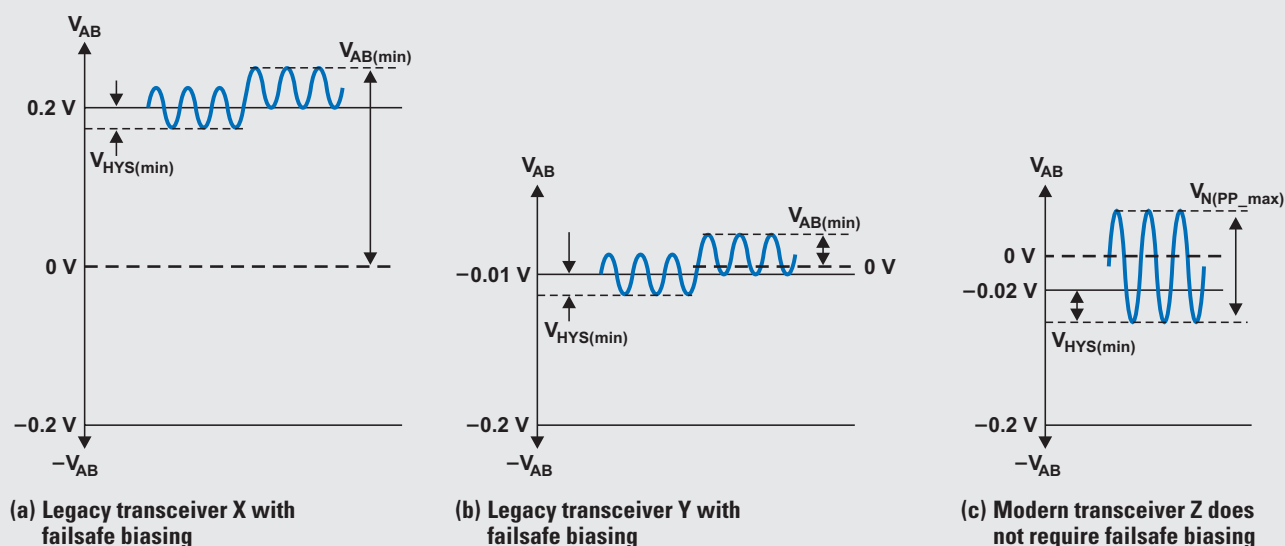 V_AB
V_AB(min)
0.2 V
V_HYS(min)
0 V
−0.2 V
−V_AB
(a) Legacy transceiver X with
failsafe biasing
V_AB
V_AB(min)
−0.01 V
0 V
V_HYS(min)
−0.2 V
−V_AB
(b) Legacy transceiver Y with
failsafe biasing
V_AB
V_N(PP_max)
0 V
−0.02 V
V_HYS(min)
−0.2 V
−V_AB
(c) Modern transceiver Z does
not require failsafe biasing